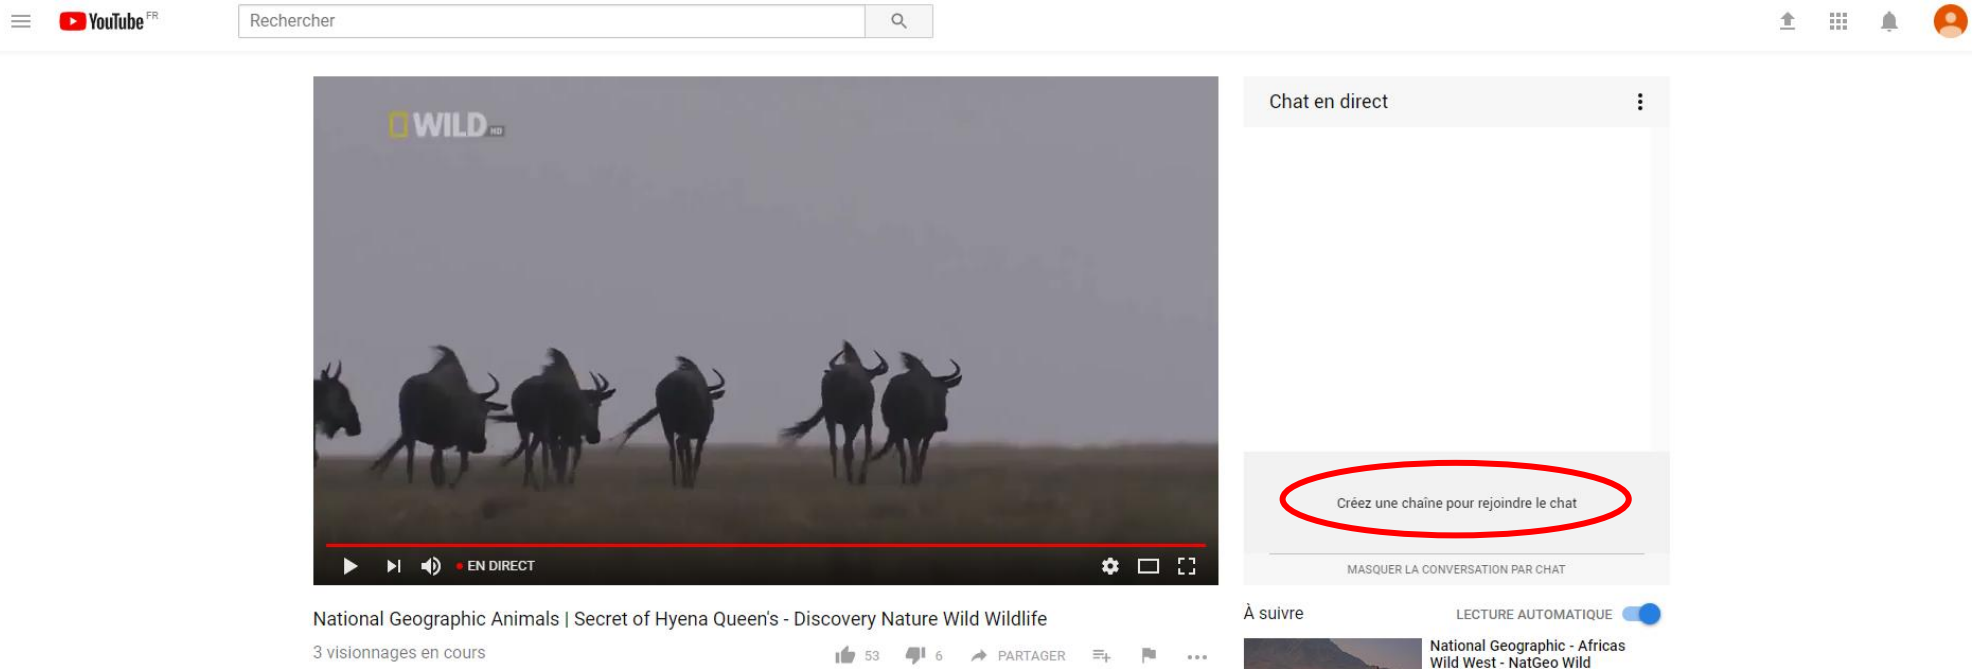 YouTube FR
Rechercher
WILD HD
Chat en direct
Créez une chaîne pour rejoindre le chat
EN DIRECT
MASQUER LA CONVERSATION PAR CHAT
National Geographic Animals | Secret of Hyena Queen's - Discovery Nature Wild Wildlife
3 visionnages en cours
53
6
PARTAGER
À suivre
LECTURE AUTOMATIQUE
National Geographic - Africas
Wild West - NatGeo Wild